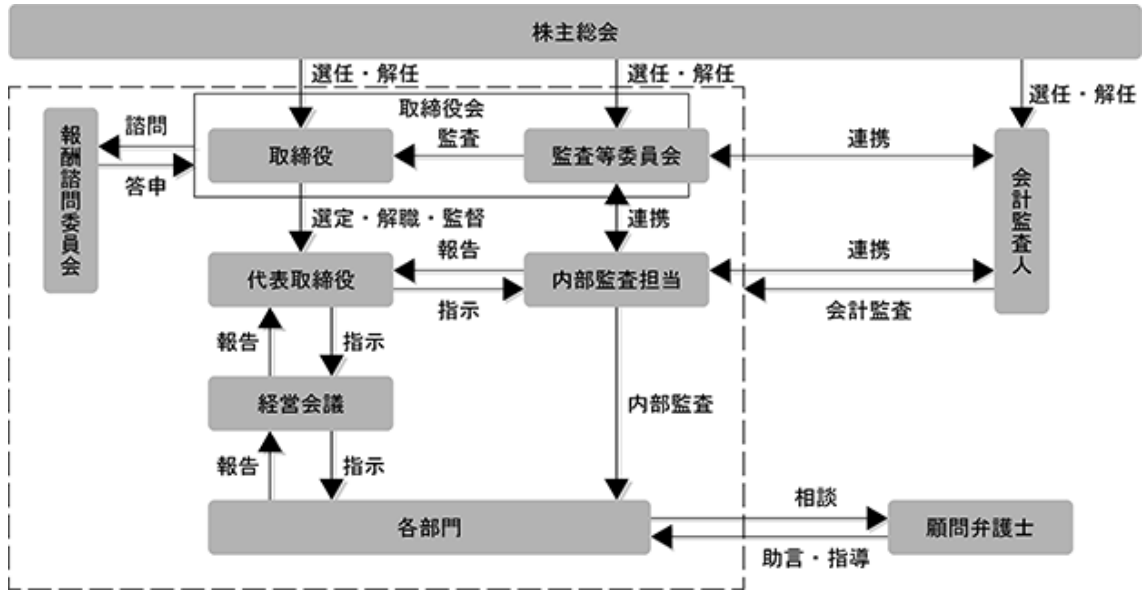 株主総会
選任・解任
選任・解任
選任・解任
取締役会
報酬諮問委員会
諮問
答申
取締役
監査
監査等委員会
連携
会計監査人
選定・解職・監督
連携
代表取締役
報告
指示
内部監査担当
連携
会計監査
報告
指示
経営会議
内部監査
報告
指示
各部門
相談
助言・指導
顧問弁護士